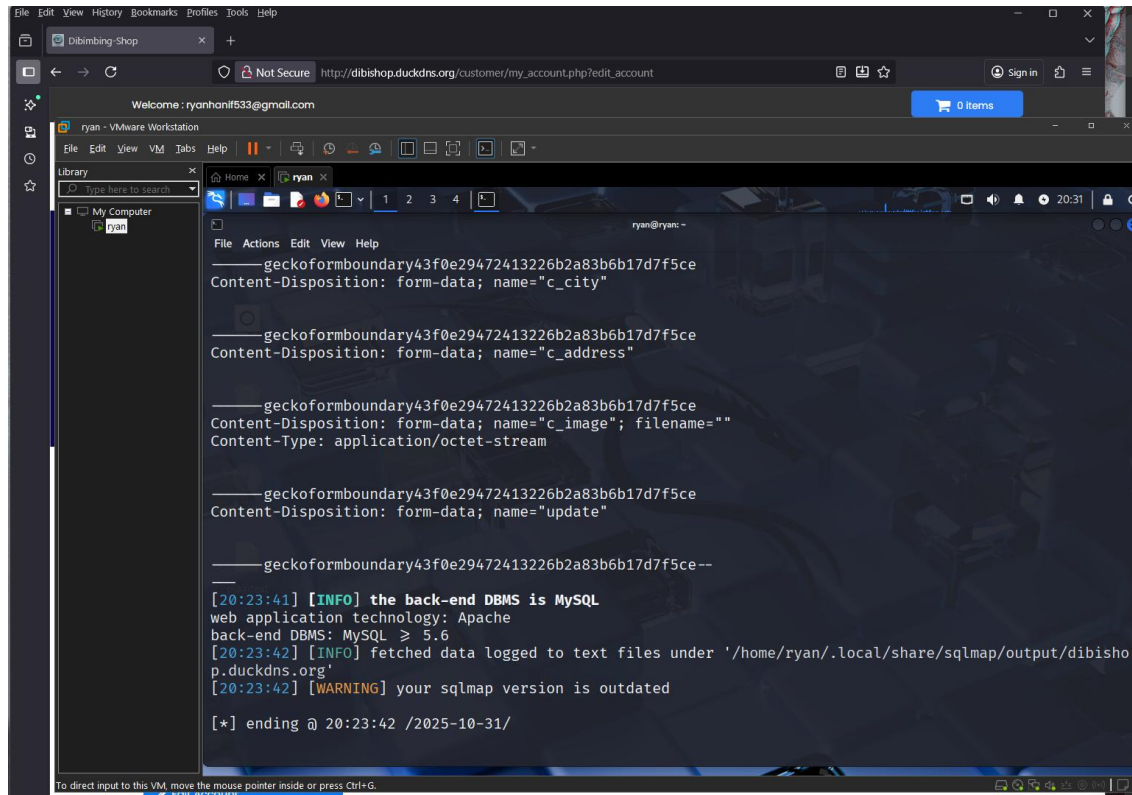 File Edit View History Bookmarks Profiles Tools Help
Dibimbing-Shop
Not Secure http://dibishop.duckdns.org/customer/my_account.php?edit_account
Sign in
Welcome : ryanhanif533@gmail.com
0 items
ryan - VMware Workstation
File Edit View VM Tabs Help
Library
Type here to search
My Computer
ryan
Home
ryan
1 2 3 4
20:31
ryan@ryan: ~
File Actions Edit View Help
------geckoformboundary43f0e29472413226b2a83b6b17d7f5ce
Content-Disposition: form-data; name="c_city"
------geckoformboundary43f0e29472413226b2a83b6b17d7f5ce
Content-Disposition: form-data; name="c_address"
------geckoformboundary43f0e29472413226b2a83b6b17d7f5ce
Content-Disposition: form-data; name="c_image"; filename=""
Content-Type: application/octet-stream
------geckoformboundary43f0e29472413226b2a83b6b17d7f5ce
Content-Disposition: form-data; name="update"
------geckoformboundary43f0e29472413226b2a83b6b17d7f5ce--
---
[20:23:41] [INFO] the back-end DBMS is MySQL
web application technology: Apache
back-end DBMS: MySQL ≥ 5.6
[20:23:42] [INFO] fetched data logged to text files under '/home/ryan/.local/share/sqlmap/output/dibisho
p.duckdns.org'
[20:23:42] [WARNING] your sqlmap version is outdated
[*] ending @ 20:23:42 /2025-10-31/
To direct input to this VM, move the mouse pointer inside or press Ctrl+G.